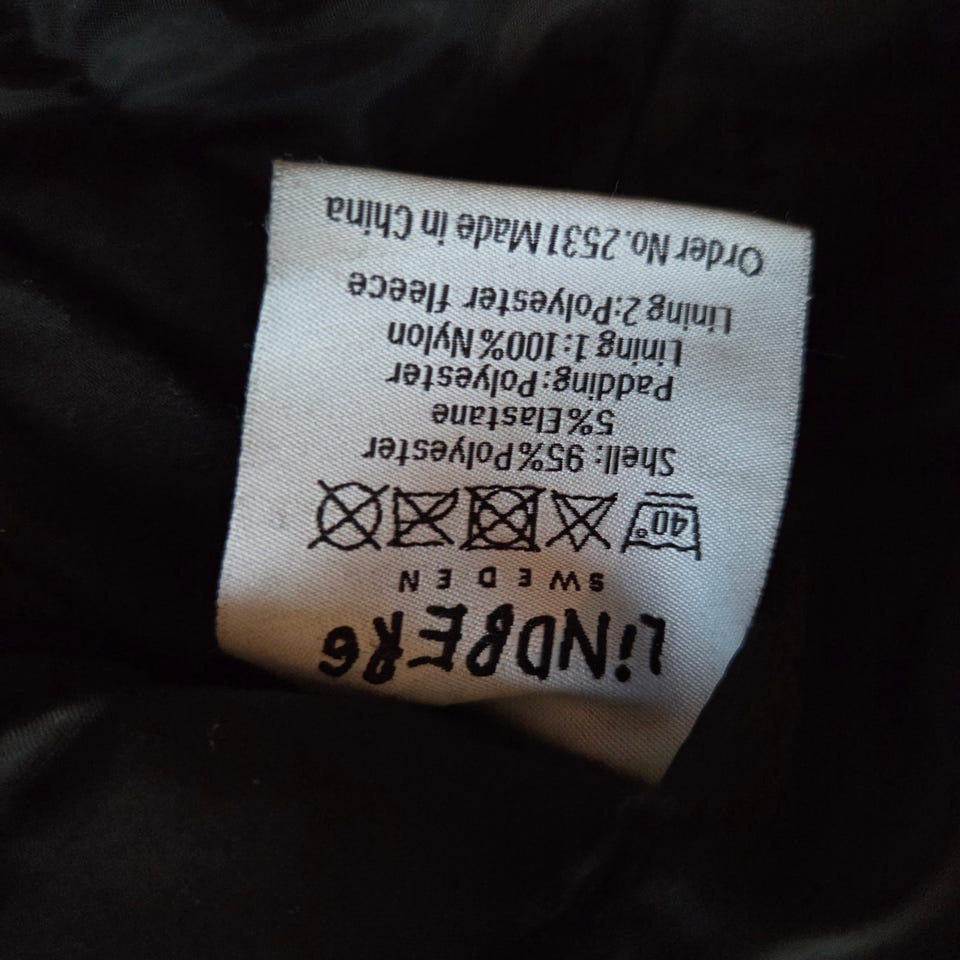 LiNDBERG
SWEDEN
40°
Shell: 95%Polyester
5%Elastane
Padding:Polyester
Lining 1:100%Nylon
Lining 2:Polyester fleece
Order No.2531 Made in China